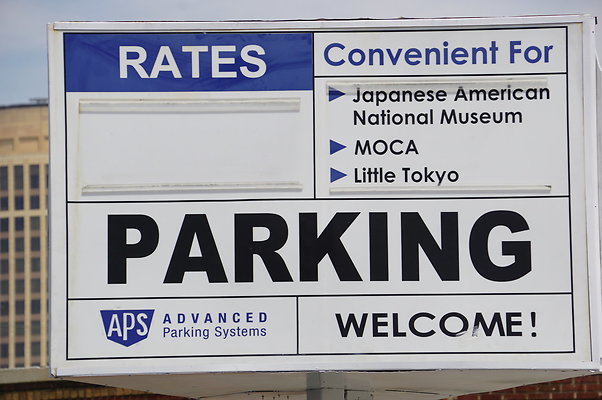 RATES
Convenient For
Japanese American
National Museum
MOCA
Little Tokyo
PARKING
APS ADVANCED
Parking Systems
WELCOME!